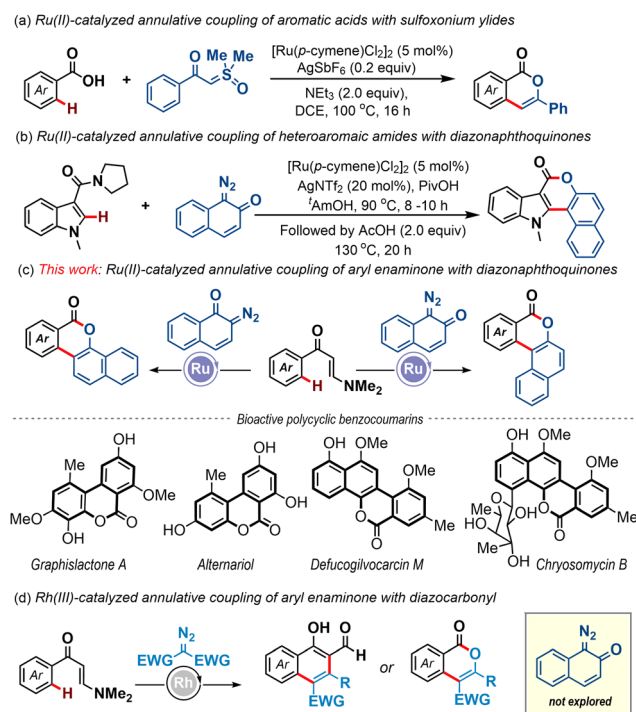 (a) Ru(II)-catalyzed annulative coupling of aromatic acids with sulfoxonium ylides
O
OH
Ar
H
+
O
Me
Me
S
O
[Ru(p-cymene)Cl2]2 (5 mol%)
AgSbF6 (0.2 equiv)
NEt3 (2.0 equiv),
DCE, 100 °C, 16 h
O
O
Ar
Ph
(b) Ru(II)-catalyzed annulative coupling of heteroaromaic amides with diazonaphthoquinones
O
N
H
N
Me
+
N2
O
[Ru(p-cymene)Cl2]2 (5 mol%)
AgNTf2 (20 mol%), PivOH
tAmOH, 90 °C, 8 -10 h
Followed by AcOH (2.0 equiv)
130 °C, 20 h
O
O
N
Me
(c) This work: Ru(II)-catalyzed annulative coupling of aryl enaminone with diazonaphthoquinones
O
O
Ar
O
N2
Ru
O
Ar
H
NMe2
N2
O
Ru
O
O
Ar
Bioactive polycyclic benzocoumarins
OH
Me
OMe
MeO
OH
O
O
Graphislactone A
OH
Me
OH
HO
O
O
Alternariol
OH
OMe
OMe
Me
O
O
Defucogilvocarcin M
OH
OMe
OMe
Me
O
O
Me
O
HO
OH
Me
OH
Chryosomycin B
(d) Rh(III)-catalyzed annulative coupling of aryl enaminone with diazocarbonyl
O
Ar
H
NMe2
N2
EWG
EWG
Rh
OH
O
H
Ar
R
EWG
or
O
O
Ar
R
EWG
N2
O
not explored